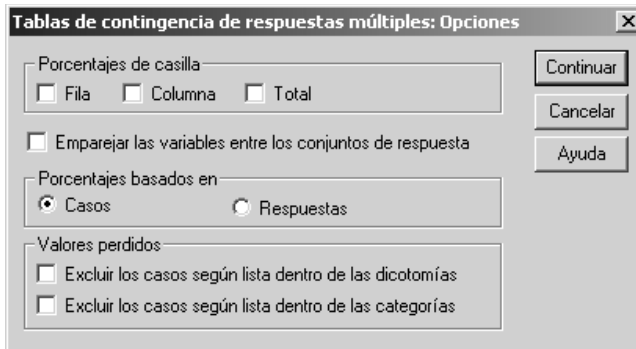 Tablas de contingencia de respuestas múltiples: Opciones
Porcentajes de casilla
Fila Columna Total
Emparejar las variables entre los conjuntos de respuesta
Porcentajes basados en
Casos Respuestas
Valores perdidos
Excluir los casos según lista dentro de las dicotomías
Excluir los casos según lista dentro de las categorías
Continuar
Cancelar
Ayuda